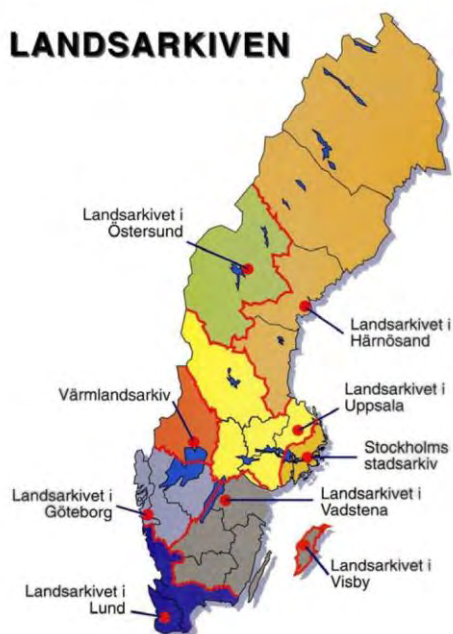 LANDSARKIVEN
Landsarkivet i
Östersund
Landsarkivet i
Härnösand
Värmlandsarkiv
Landsarkivet i
Uppsala
Stockholms
stadsarkiv
Landsarkivet i
Göteborg
Landsarkivet i
Vadstena
Landsarkivet i
Visby
Landsarkivet i
Lund